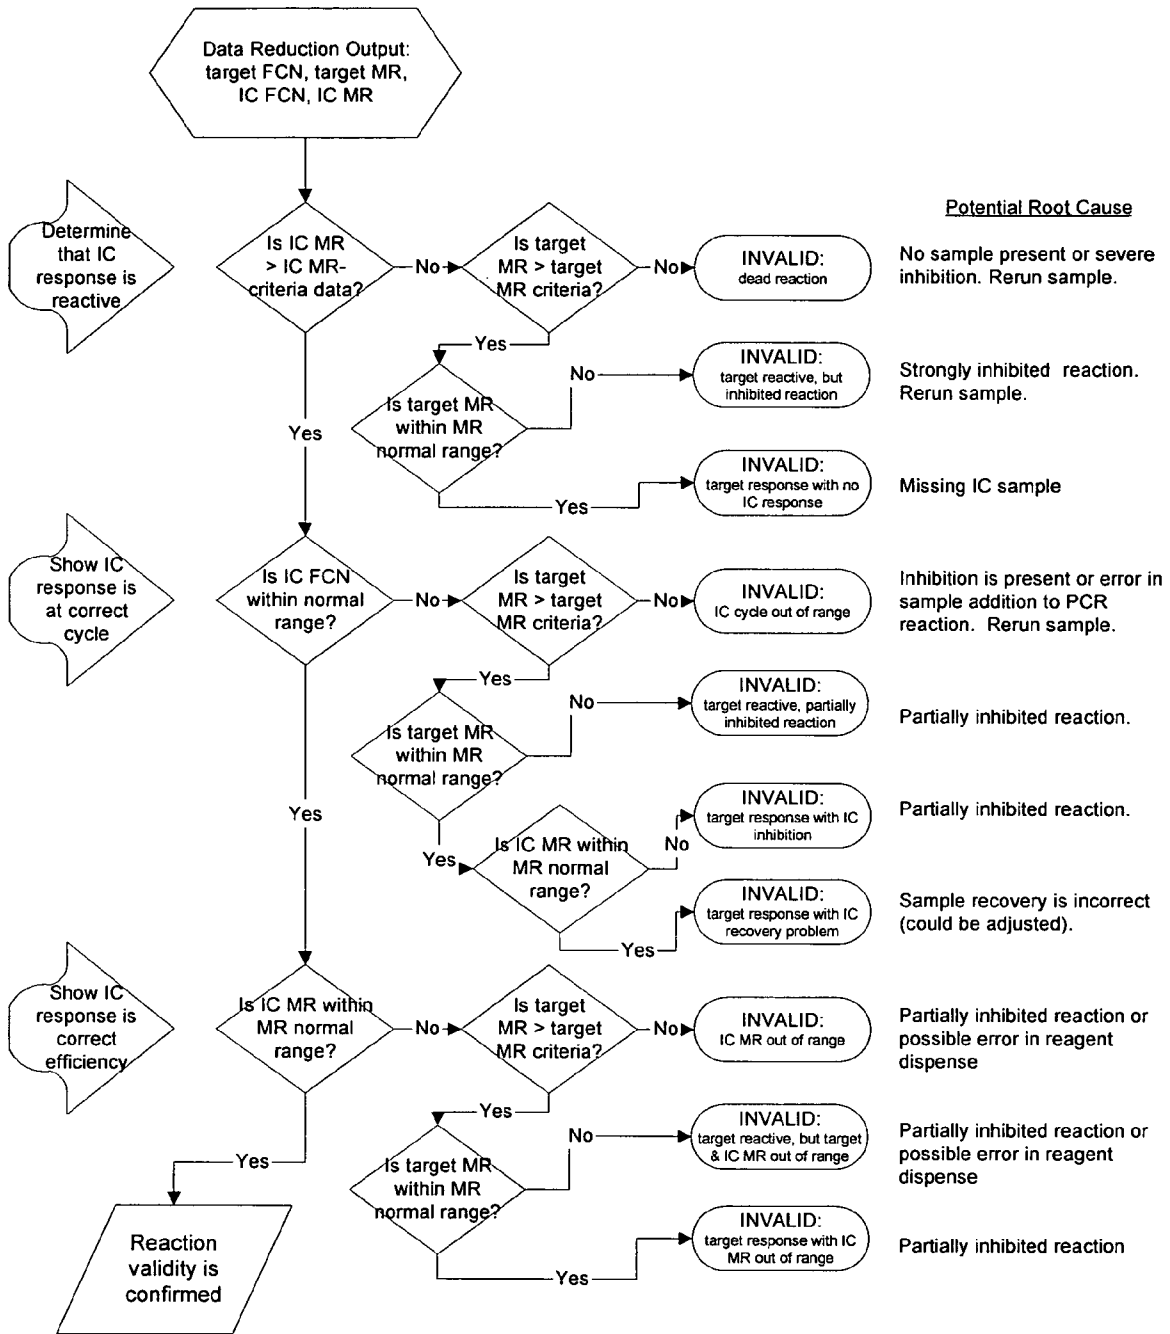 Data Reduction Output:
target FCN, target MR,
IC FCN, IC MR
Potential Root Cause
Determine
that IC
response is
reactive
Is IC MR
> IC MR-
criteria data?
No
Is target
MR > target
MR criteria?
No
INVALID:
dead reaction
No sample present or severe
inhibition. Rerun sample.
Yes
Is target MR
within MR
normal range?
No
INVALID:
target reactive, but
inhibited reaction
Strongly inhibited reaction.
Rerun sample.
Yes
Yes
INVALID:
target response with no
IC response
Missing IC sample
Show IC
response is
at correct
cycle
Is IC FCN
within normal
range?
No
Is target
MR > target
MR criteria?
No
INVALID:
IC cycle out of range
Inhibition is present or error in
sample addition to PCR
reaction. Rerun sample.
Yes
Is target MR
within MR
normal range?
No
INVALID:
target reactive, partially
inhibited reaction
Partially inhibited reaction.
Yes
Yes
Is IC MR within
MR normal
range?
No
INVALID:
target response with IC
inhibition
Partially inhibited reaction.
Yes
INVALID:
target response with IC
recovery problem
Sample recovery is incorrect
(could be adjusted).
Show IC
response is
correct
efficiency
Is IC MR within
MR normal
range?
No
Is target
MR > target
MR criteria?
No
INVALID:
IC MR out of range
Partially inhibited reaction or
possible error in reagent
dispense
Yes
Yes
Is target MR
within MR
normal range?
No
INVALID:
target reactive, but target
& IC MR out of range
Partially inhibited reaction or
possible error in reagent
dispense
Yes
INVALID:
target response with IC
MR out of range
Partially inhibited reaction
Reaction
validity is
confirmed